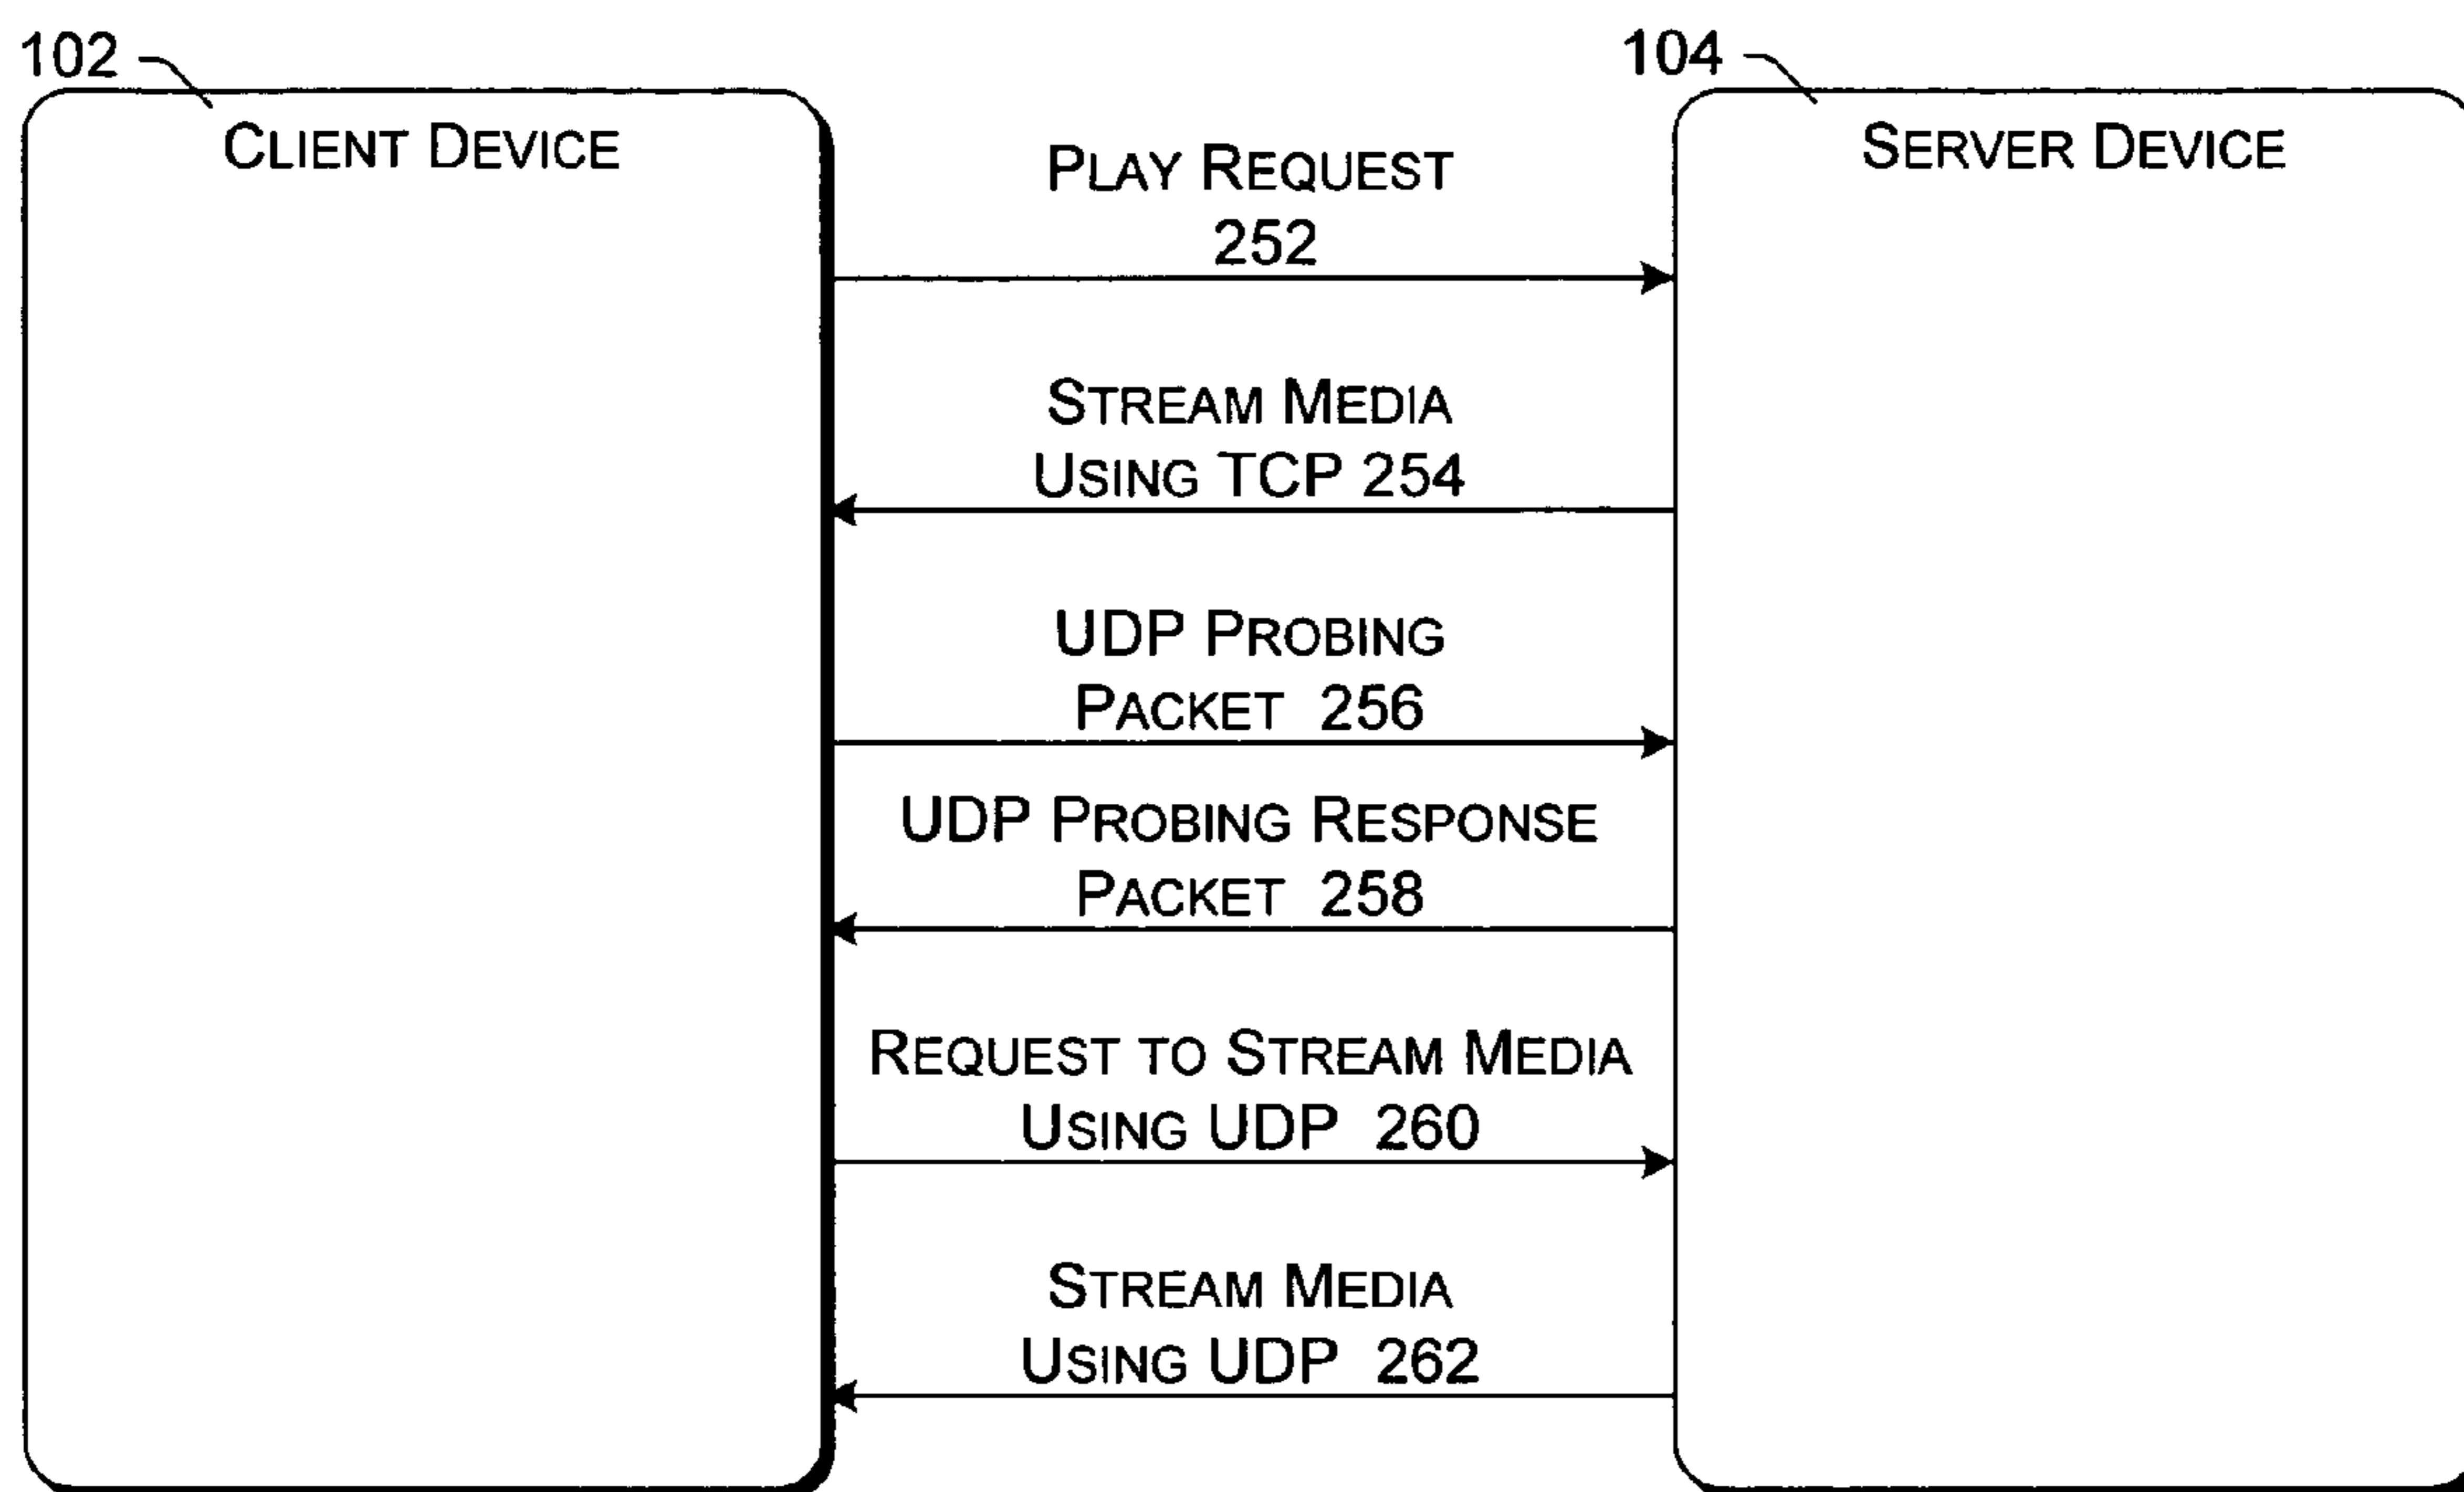 102
104
CLIENT DEVICE
SERVER DEVICE
PLAY REQUEST
252
STREAM MEDIA
USING TCP 254
UDP PROBING
PACKET 256
UDP PROBING RESPONSE
PACKET 258
REQUEST TO STREAM MEDIA
USING UDP 260
STREAM MEDIA
USING UDP 262